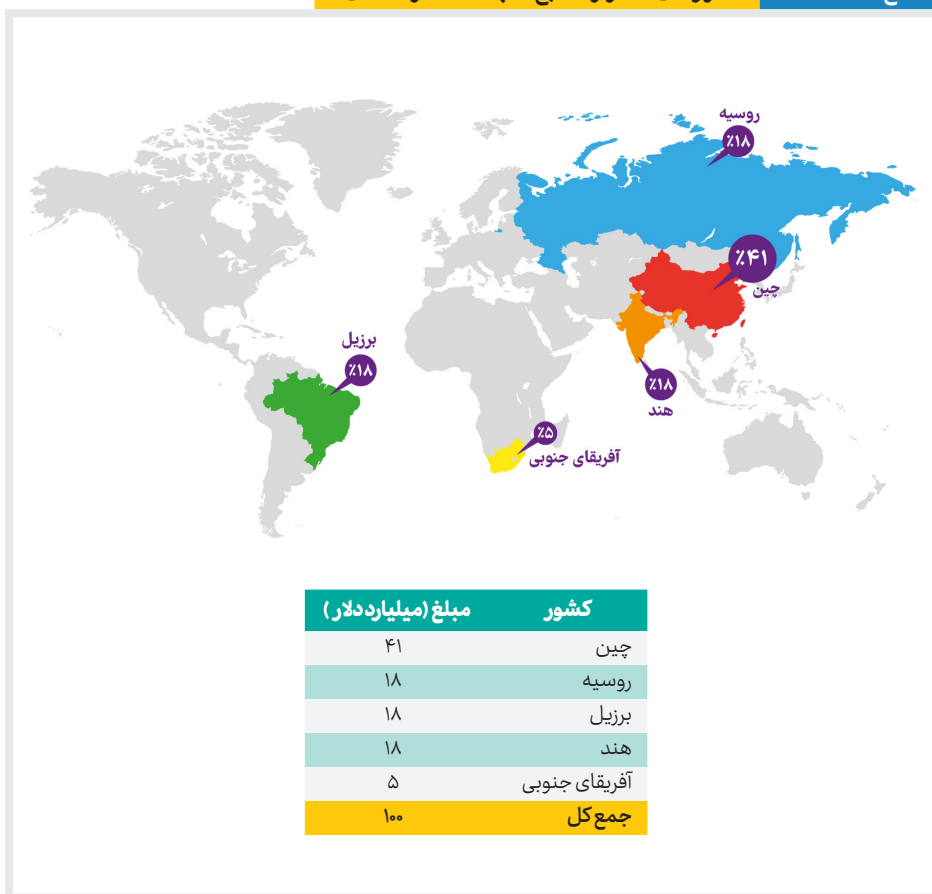 روسیه
٪۱۸
٪۴۱
چین
برزیل
٪۱۸
٪۱۸
هند
٪۵
آفریقای جنوبی
کشور مبلغ (میلیارد دلار)
چین ۴۱
روسیه ۱۸
برزیل ۱۸
هند ۱۸
آفریقای جنوبی ۵
جمع کل ۱۰۰